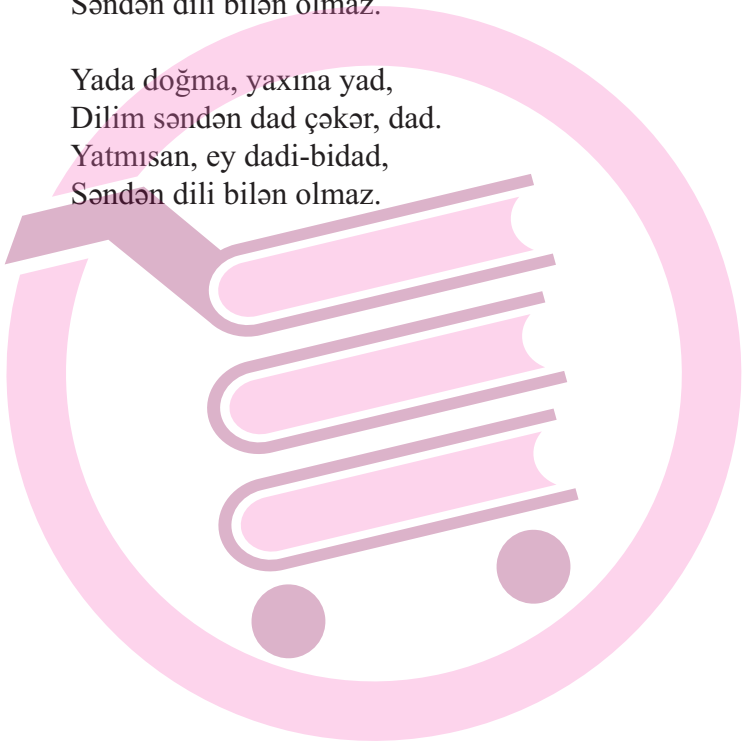 Səndən dili bilən olmaz.
Yada doğma, yaxına yad,
Dilim səndən dad çəkər, dad.
Yatmısan, ey dadi-bidad,
Səndən dili bilən olmaz.